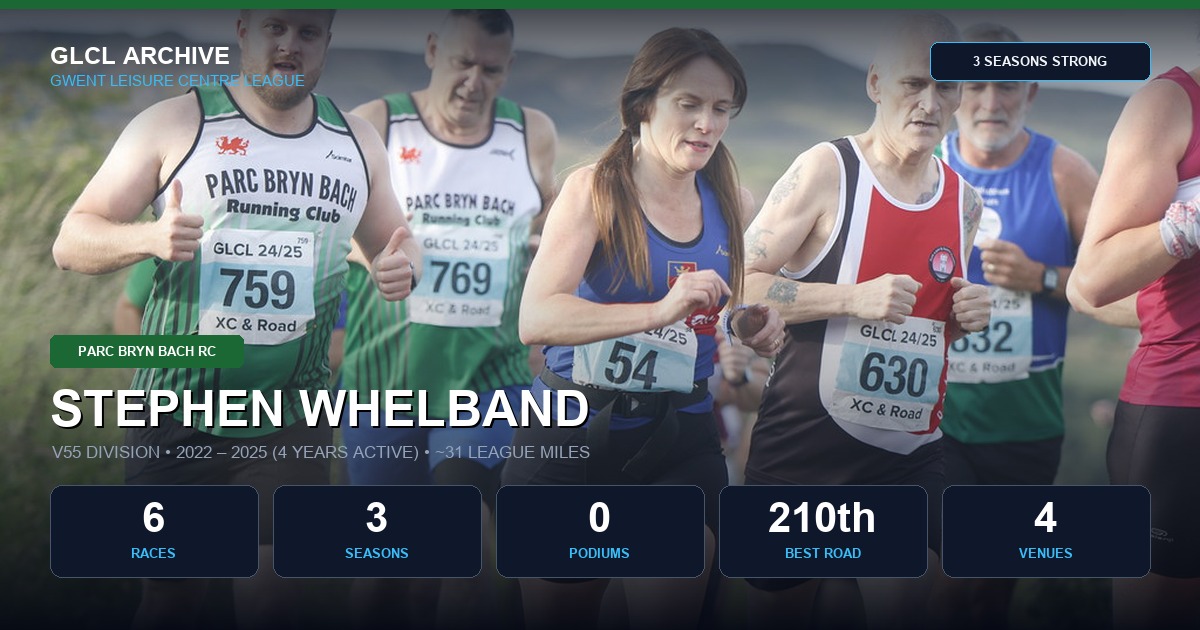 GLCL ARCHIVE
GWENT LEISURE CENTRE LEAGUE
3 SEASONS STRONG
PARC BRYN BACH
Running Club
GLCL 24/25
759
759
XC & Road
PARC BRYN BACH
Running Club
GLCL 24/25
769
XC & Road
24/25
54
GLCL 24/25
630
XC & Road
632
XC & Road
PARC BRYN BACH RC
STEPHEN WHELBAND
V55 DIVISION • 2022 – 2025 (4 YEARS ACTIVE) • ~31 LEAGUE MILES
6
RACES
3
SEASONS
0
PODIUMS
210th
BEST ROAD
4
VENUES